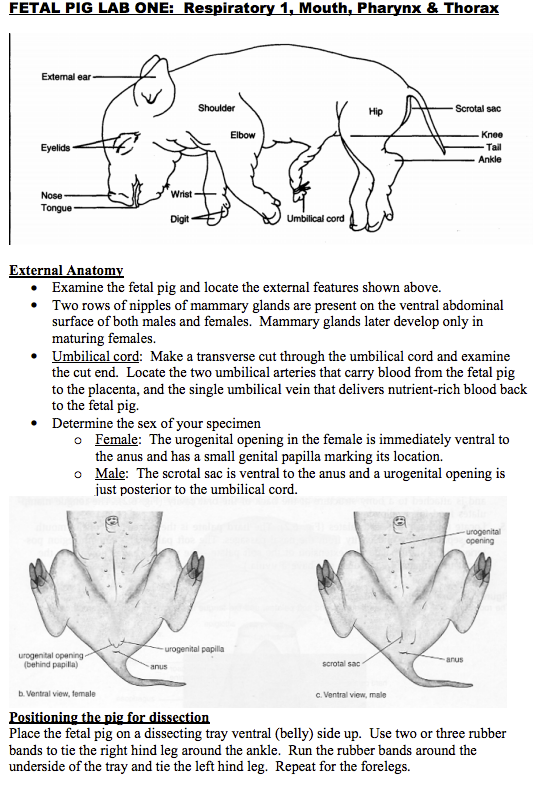 FETAL PIG LAB ONE: Respiratory 1, Mouth, Pharynx & Thorax
External ear
Shoulder
Hip
Scrotal sac
Elbow
Knee
Eyelids
Tail
Ankle
Nose
Wrist
Tongue
Digit
Umbilical cord
External Anatomy
• Examine the fetal pig and locate the external features shown above.
• Two rows of nipples of mammary glands are present on the ventral abdominal
surface of both males and females. Mammary glands later develop only in
maturing females.
• Umbilical cord: Make a transverse cut through the umbilical cord and examine
the cut end. Locate the two umbilical arteries that carry blood from the fetal pig
to the placenta, and the single umbilical vein that delivers nutrient-rich blood back
to the fetal pig.
• Determine the sex of your specimen
o Female: The urogenital opening in the female is immediately ventral to
the anus and has a small genital papilla marking its location.
o Male: The scrotal sac is ventral to the anus and a urogenital opening is
just posterior to the umbilical cord.
urogenital
opening
urogenital papilla
urogenital opening
(behind papilla)
anus
scrotal sac
anus
b. Ventral view, female
c. Ventral view, male
Positioning the pig for dissection
Place the fetal pig on a dissecting tray ventral (belly) side up. Use two or three rubber
bands to tie the right hind leg around the ankle. Run the rubber bands around the
underside of the tray and tie the left hind leg. Repeat for the forelegs.